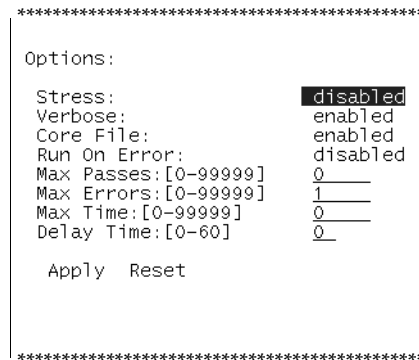 **********************************************
Options:
Stress: disabled
Verbose: enabled
Core File: enabled
Run On Error: disabled
Max Passes:[0-99999] 0
Max Errors:[0-99999] 1
Max Time:[0-99999] 0
Delay Time:[0-60] 0
Apply Reset
**********************************************